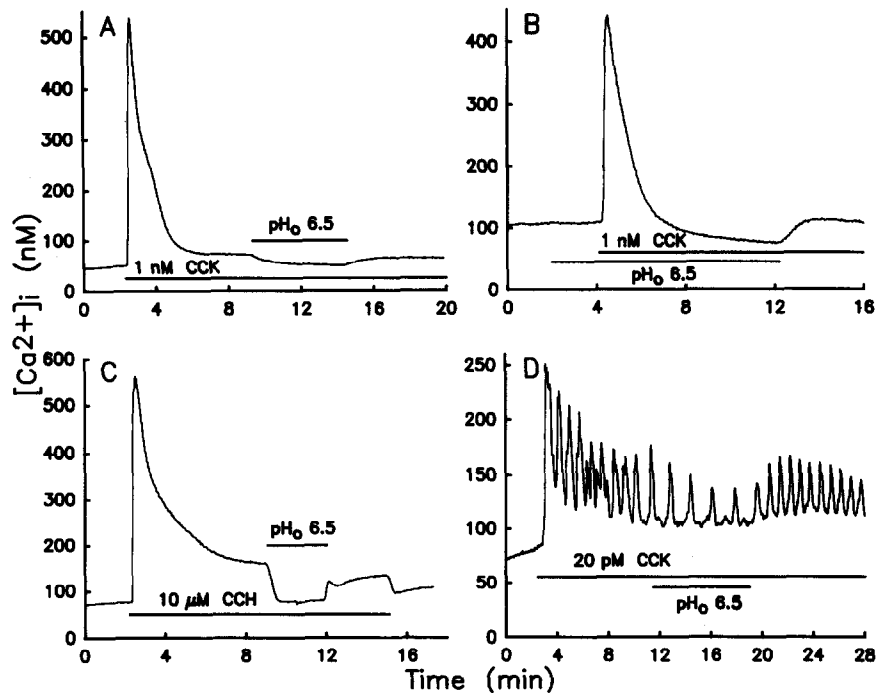 A
500
400
300
200
100
0
pHo 6.5
1 nM CCK
0 4 8 12 16 20
B
400
300
200
100
0
1 nM CCK
pHo 6.5
0 4 8 12 16
[Ca2+]i (nM)
C
600
500
400
300
200
100
0
pHo 6.5
10 μM CCH
0 4 8 12 16
D
250
200
150
100
50
0
20 pM CCK
pHo 6.5
0 4 8 12 16 20 24 28
Time (min)